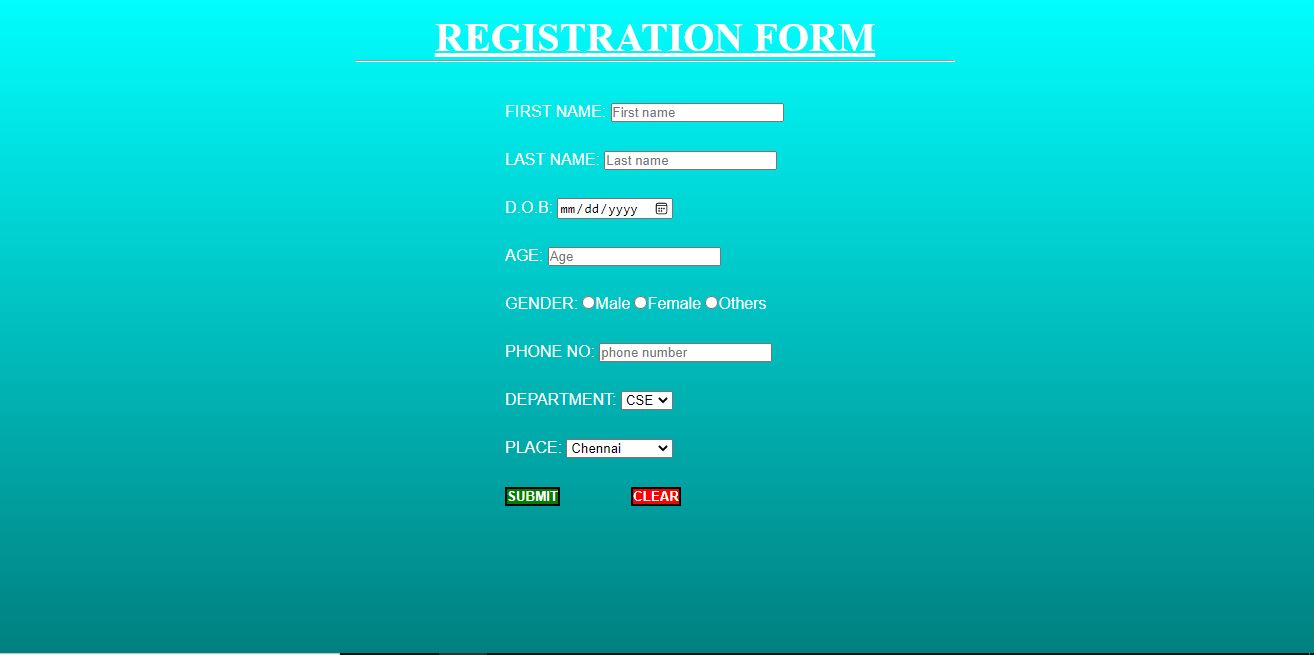 REGISTRATION FORM
FIRST NAME: First name
LAST NAME: Last name
D.O.B: mm/dd/yyyy
AGE: Age
GENDER: Male Female Others
PHONE NO: phone number
DEPARTMENT: CSE
PLACE: Chennai
SUBMIT CLEAR